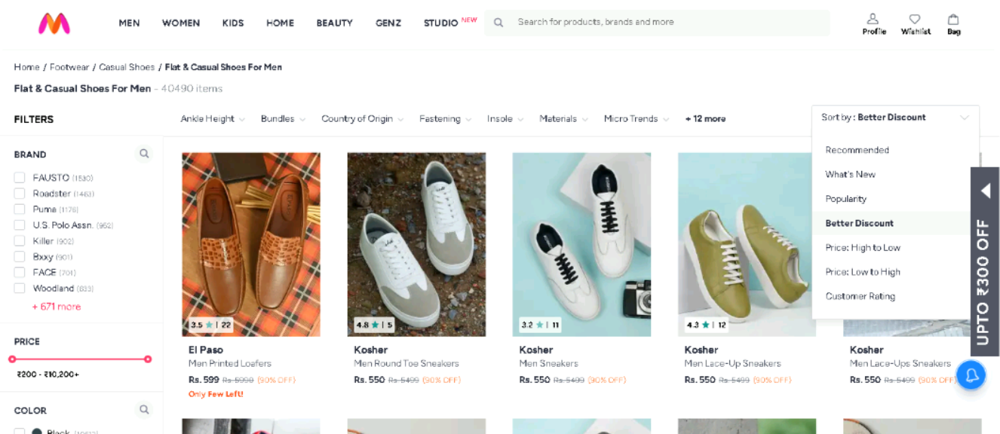 MEN WOMEN KIDS HOME BEAUTY GENZ STUDIO NEW Search for products, brands and more Profile Wishlist Bag
Home / Footwear / Casual Shoes / Flat & Casual Shoes For Men
Flat & Casual Shoes For Men - 40490 items
FILTERS
Ankle Height Bundles Country of Origin Fastening Insole Materials Micro Trends + 12 more
Sort by : Better Discount
Recommended
What's New
Popularity
Better Discount
Price: High to Low
Price: Low to High
Customer Rating
BRAND
FAUSTO (1530)
Roadster (1463)
Puma (1176)
U.S. Polo Assn. (952)
Killer (902)
Bxxy (901)
FACE (701)
Woodland (633)
+ 671 more
PRICE
₹200 - ₹10,200+
COLOR
Black
3.5 ★ | 22
El Paso
Men Printed Loafers
Rs. 599 Rs. 5990 (90% OFF)
Only Few Left!
4.8 ★ | 5
Kosher
Men Round Toe Sneakers
Rs. 550 Rs. 5499 (90% OFF)
3.2 ★ | 11
Kosher
Men Sneakers
Rs. 550 Rs. 5499 (90% OFF)
4.3 ★ | 12
Kosher
Men Lace-Up Sneakers
Rs. 550 Rs. 5499 (90% OFF)
Kosher
Men Lace-Ups Sneakers
Rs. 550 Rs. 5499 (90% OFF)
UPTO ₹300 OFF